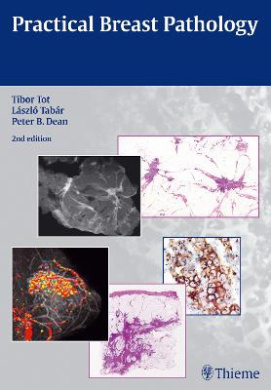 Practical Breast Pathology
Tibor Tot
László Tabár
Peter B. Dean
2nd edition
Thieme